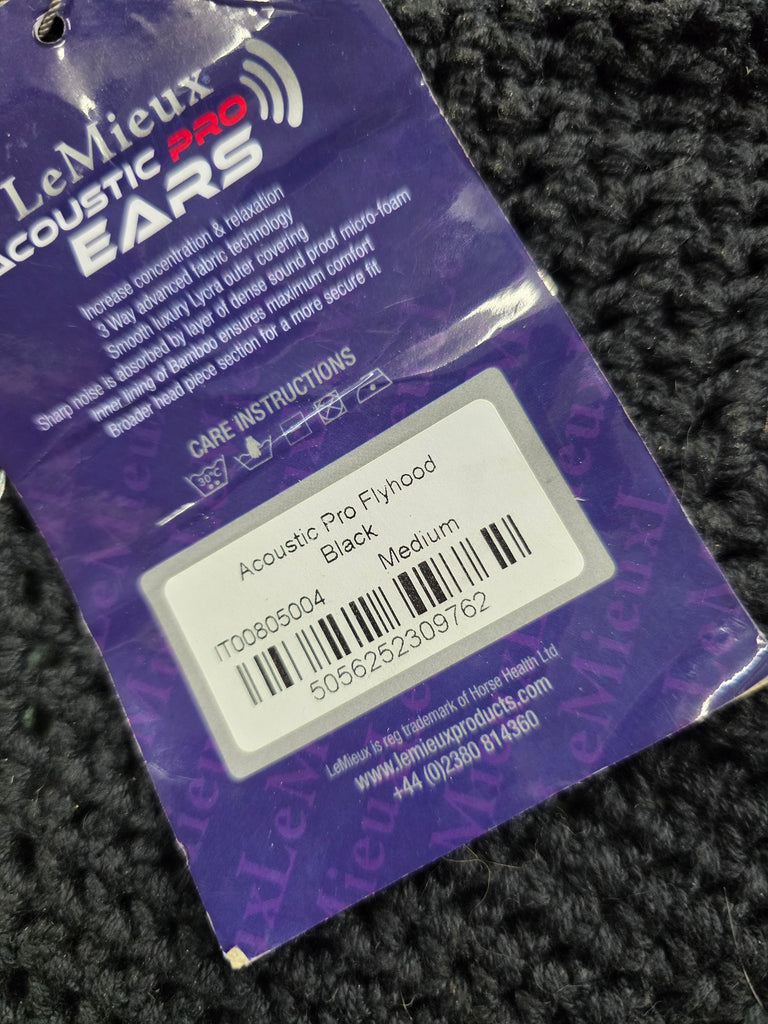 LeMieux
ACOUSTIC PRO
EARS
Increase concentration & relaxation
3 Way advanced fabric technology
Smooth luxury Lycra outer covering
Sharp noise is absorbed by layer of dense sound proof micro-foam
Inner lining of Bamboo ensures maximum comfort
Broader head piece section for a more secure fit
CARE INSTRUCTIONS
30°C
Acoustic Pro Flyhood
Black
IT00805004 Medium
5056252309762
LeMieux is reg trademark of Horse Health Ltd
www.lemieuxproducts.com
+44 (0)2380 814360